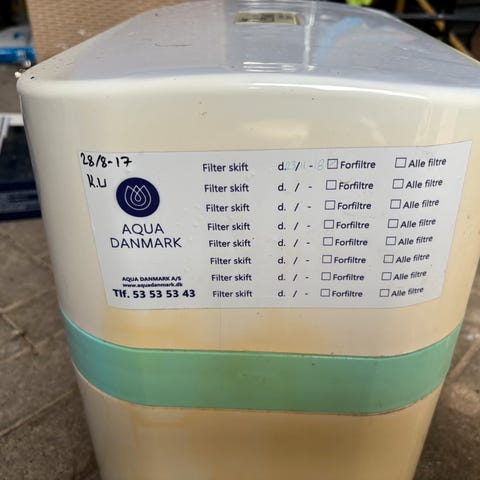 28/8-17
K.U
AQUA
DANMARK
AQUA DANMARK A/S
www.aquadanmark.dk
Tlf. 53 53 53 43
Filter skift d. / - Forfiltre Alle filtre
Filter skift d. / - Forfiltre Alle filtre
Filter skift d. / - Forfiltre Alle filtre
Filter skift d. / - Forfiltre Alle filtre
Filter skift d. / - Forfiltre Alle filtre
Filter skift d. / - Forfiltre Alle filtre
Filter skift d. / - Forfiltre Alle filtre
Filter skift d. / - Forfiltre Alle filtre